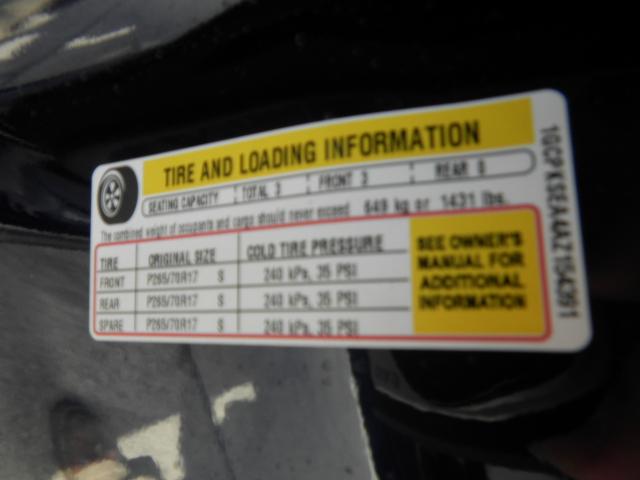 TIRE AND LOADING INFORMATION
SEATING CAPACITY TOTAL 3 FRONT 3 REAR 0
The combined weight of occupants and cargo should never exceed 649 kg or 1431 lbs.
TIRE ORIGINAL SIZE COLD TIRE PRESSURE
FRONT P265/70R17 S 240 kPa, 35 PSI
REAR P265/70R17 S 240 kPa, 35 PSI
SPARE P265/70R17 S 240 kPa, 35 PSI
SEE OWNER'S
MANUAL FOR
ADDITIONAL
INFORMATION